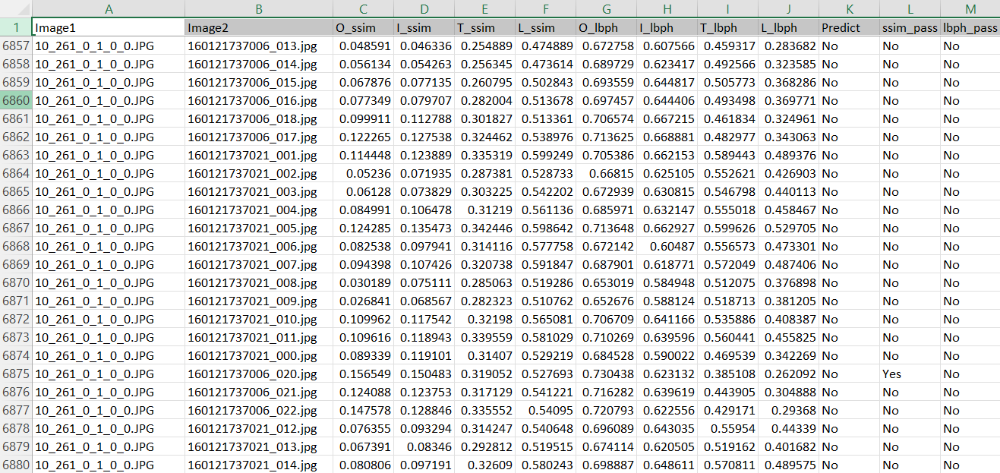 A B C D E F G H I J K L M
1 Image1 Image2 O_ssim I_ssim T_ssim L_ssim O_lbph I_lbph T_lbph L_lbph Predict ssim_pass lbph_pass
6857 10_261_0_1_0_0.JPG 160121737006_013.jpg 0.048591 0.046336 0.254889 0.474889 0.672758 0.607566 0.459317 0.283682 No No No
6858 10_261_0_1_0_0.JPG 160121737006_014.jpg 0.056134 0.054263 0.256345 0.473614 0.689729 0.623417 0.492566 0.323585 No No No
6859 10_261_0_1_0_0.JPG 160121737006_015.jpg 0.067876 0.077135 0.260795 0.502843 0.693559 0.644817 0.505773 0.368286 No No No
6860 10_261_0_1_0_0.JPG 160121737006_016.jpg 0.077349 0.079707 0.282004 0.513678 0.697457 0.644406 0.493498 0.369771 No No No
6861 10_261_0_1_0_0.JPG 160121737006_018.jpg 0.099911 0.112788 0.301827 0.513361 0.706574 0.667215 0.461834 0.324961 No No No
6862 10_261_0_1_0_0.JPG 160121737006_017.jpg 0.122265 0.127538 0.324462 0.538976 0.713625 0.668881 0.482977 0.343063 No No No
6863 10_261_0_1_0_0.JPG 160121737021_001.jpg 0.114448 0.123889 0.335319 0.599249 0.705386 0.662153 0.589443 0.489376 No No No
6864 10_261_0_1_0_0.JPG 160121737021_002.jpg 0.05236 0.071935 0.287381 0.528733 0.66815 0.625105 0.552621 0.426903 No No No
6865 10_261_0_1_0_0.JPG 160121737021_003.jpg 0.06128 0.073829 0.303225 0.542202 0.672939 0.630815 0.546798 0.440113 No No No
6866 10_261_0_1_0_0.JPG 160121737021_004.jpg 0.084991 0.106478 0.31219 0.561136 0.685971 0.632147 0.555018 0.458467 No No No
6867 10_261_0_1_0_0.JPG 160121737021_005.jpg 0.124285 0.135473 0.342446 0.598642 0.713648 0.662927 0.599626 0.529705 No No No
6868 10_261_0_1_0_0.JPG 160121737021_006.jpg 0.082538 0.097941 0.314116 0.577758 0.672142 0.60487 0.556573 0.473301 No No No
6869 10_261_0_1_0_0.JPG 160121737021_007.jpg 0.094398 0.107426 0.320738 0.591847 0.687901 0.618771 0.572049 0.487406 No No No
6870 10_261_0_1_0_0.JPG 160121737021_008.jpg 0.030189 0.075111 0.285063 0.519286 0.653019 0.584948 0.512075 0.376898 No No No
6871 10_261_0_1_0_0.JPG 160121737021_009.jpg 0.026841 0.068567 0.282323 0.510762 0.652676 0.588124 0.518713 0.381205 No No No
6872 10_261_0_1_0_0.JPG 160121737021_010.jpg 0.109962 0.117542 0.32198 0.565081 0.706709 0.641166 0.535886 0.408387 No No No
6873 10_261_0_1_0_0.JPG 160121737021_011.jpg 0.109616 0.118943 0.339559 0.581029 0.710269 0.639596 0.560441 0.455825 No No No
6874 10_261_0_1_0_0.JPG 160121737021_000.jpg 0.089339 0.119101 0.31407 0.529219 0.684528 0.590022 0.469539 0.342269 No No No
6875 10_261_0_1_0_0.JPG 160121737006_020.jpg 0.156549 0.150483 0.319052 0.527693 0.730438 0.623132 0.385108 0.262092 No Yes No
6876 10_261_0_1_0_0.JPG 160121737006_021.jpg 0.124088 0.123753 0.317129 0.541221 0.716282 0.639619 0.443905 0.304888 No No No
6877 10_261_0_1_0_0.JPG 160121737006_022.jpg 0.147578 0.128846 0.335552 0.54095 0.720793 0.622556 0.429171 0.29368 No No No
6878 10_261_0_1_0_0.JPG 160121737021_012.jpg 0.076355 0.093294 0.314247 0.540648 0.696089 0.643035 0.55954 0.44339 No No No
6879 10_261_0_1_0_0.JPG 160121737021_013.jpg 0.067391 0.08346 0.292812 0.519515 0.674114 0.620505 0.519162 0.401682 No No No
6880 10_261_0_1_0_0.JPG 160121737021_014.jpg 0.080806 0.097191 0.32609 0.580243 0.698887 0.648611 0.570811 0.489575 No No No